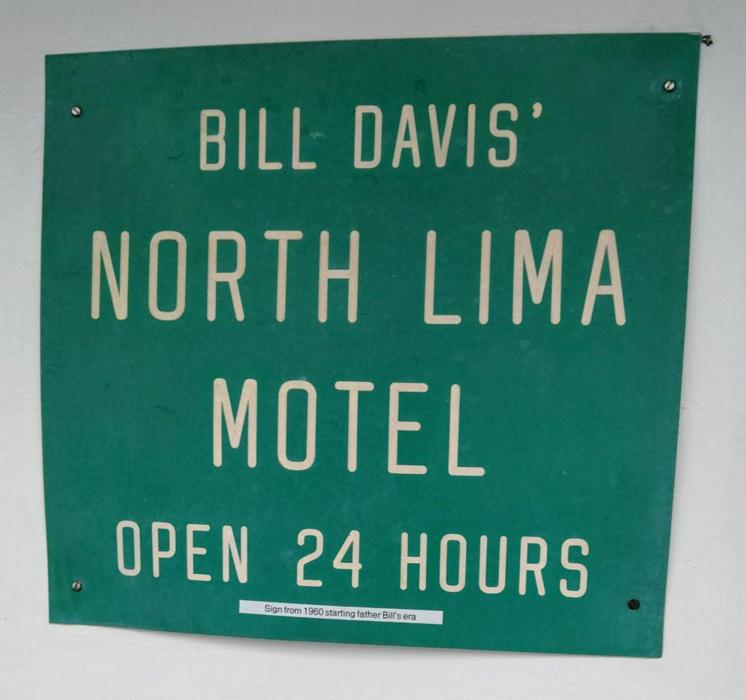 BILL DAVIS'
NORTH LIMA
MOTEL
OPEN 24 HOURS
Sign from 1960 starting father Bill's era